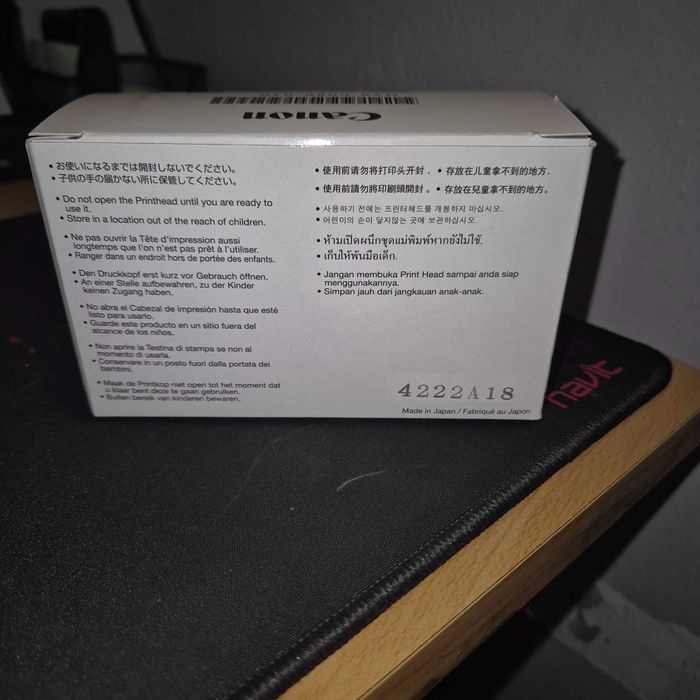 Canon
• お使いになるまでは開封しないでください。
• 子供の手の届かない所に保管してください。
• Do not open the Printhead until you are ready to
use it.
• Store in a location out of the reach of children.
• Ne pas ouvrir la Tête d'impression aussi
longtemps que l'on n'est pas prêt à l'utiliser.
• Ranger dans un endroit hors de portée des enfants.
• Den Druckkopf erst kurz vor Gebrauch öffnen.
• An einer Stelle aufbewahren, zu der Kinder
keinen Zugang haben.
• No abra el Cabezal de impresión hasta que esté
listo para usarlo.
• Guarde este producto en un sitio fuera del
alcance de los niños.
• Non aprire la Testina di stampa se non al
momento di usarla.
• Conservare in un posto fuori dalla portata dei
bambini.
• Maak de Printkop niet open tot het moment dat
u klaar bent deze te gaan gebruiken.
• Buiten bereik van kinderen bewaren.
• 使用前请勿将打印头开封．• 存放在儿童拿不到的地方．
• 使用前請勿將印刷頭開封。• 存放在兒童拿不到的地方。
• 사용하기 전에는 프린터헤드를 개봉하지 마십시오.
• 어린이의 손이 닿지않는 곳에 보관하십시오.
• ห้ามเปิดผนึกชุดแม่พิมพ์หากยังไม่ใช้.
• เก็บให้พ้นมือเด็ก.
• Jangan membuka Print Head sampai anda siap
menggunakannya.
• Simpan jauh dari jangkauan anak-anak.
4222A18
Made in Japan / Fabriqué au Japon
navit